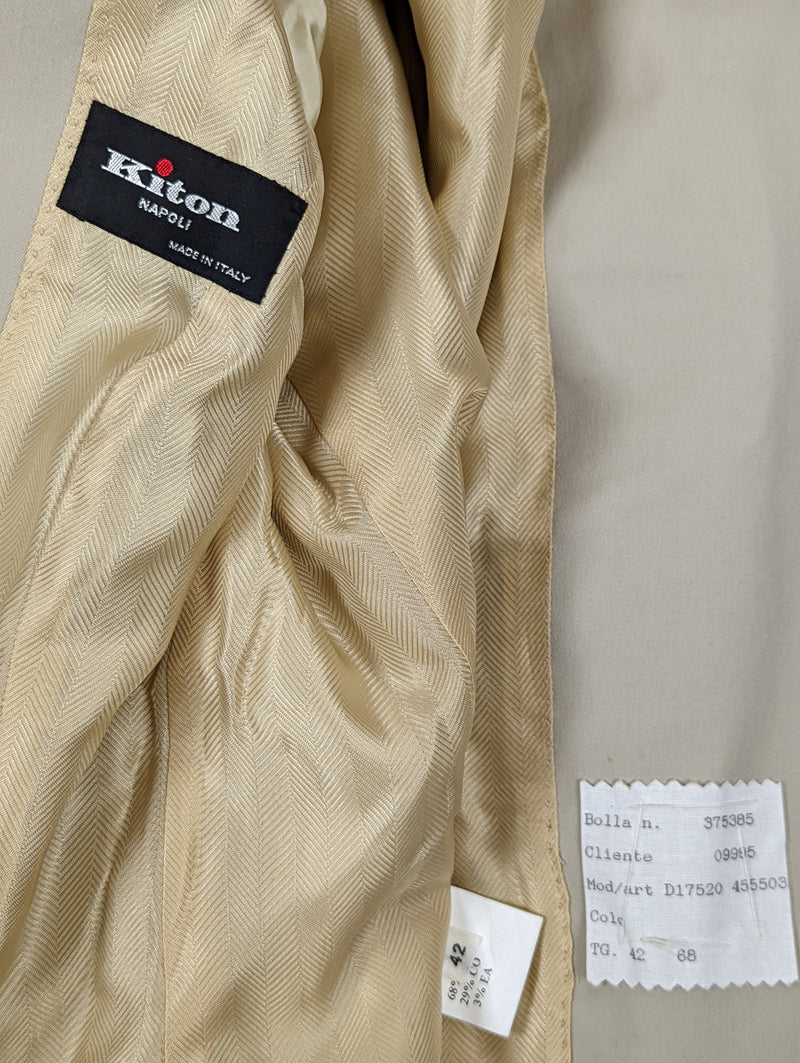 Kiton
NAPOLI
MADE IN ITALY
Bolla n. 375385
Cliente 09995
Mod/art D17520 455503
TG. 42 68
42
68%
29% CO
3% EA